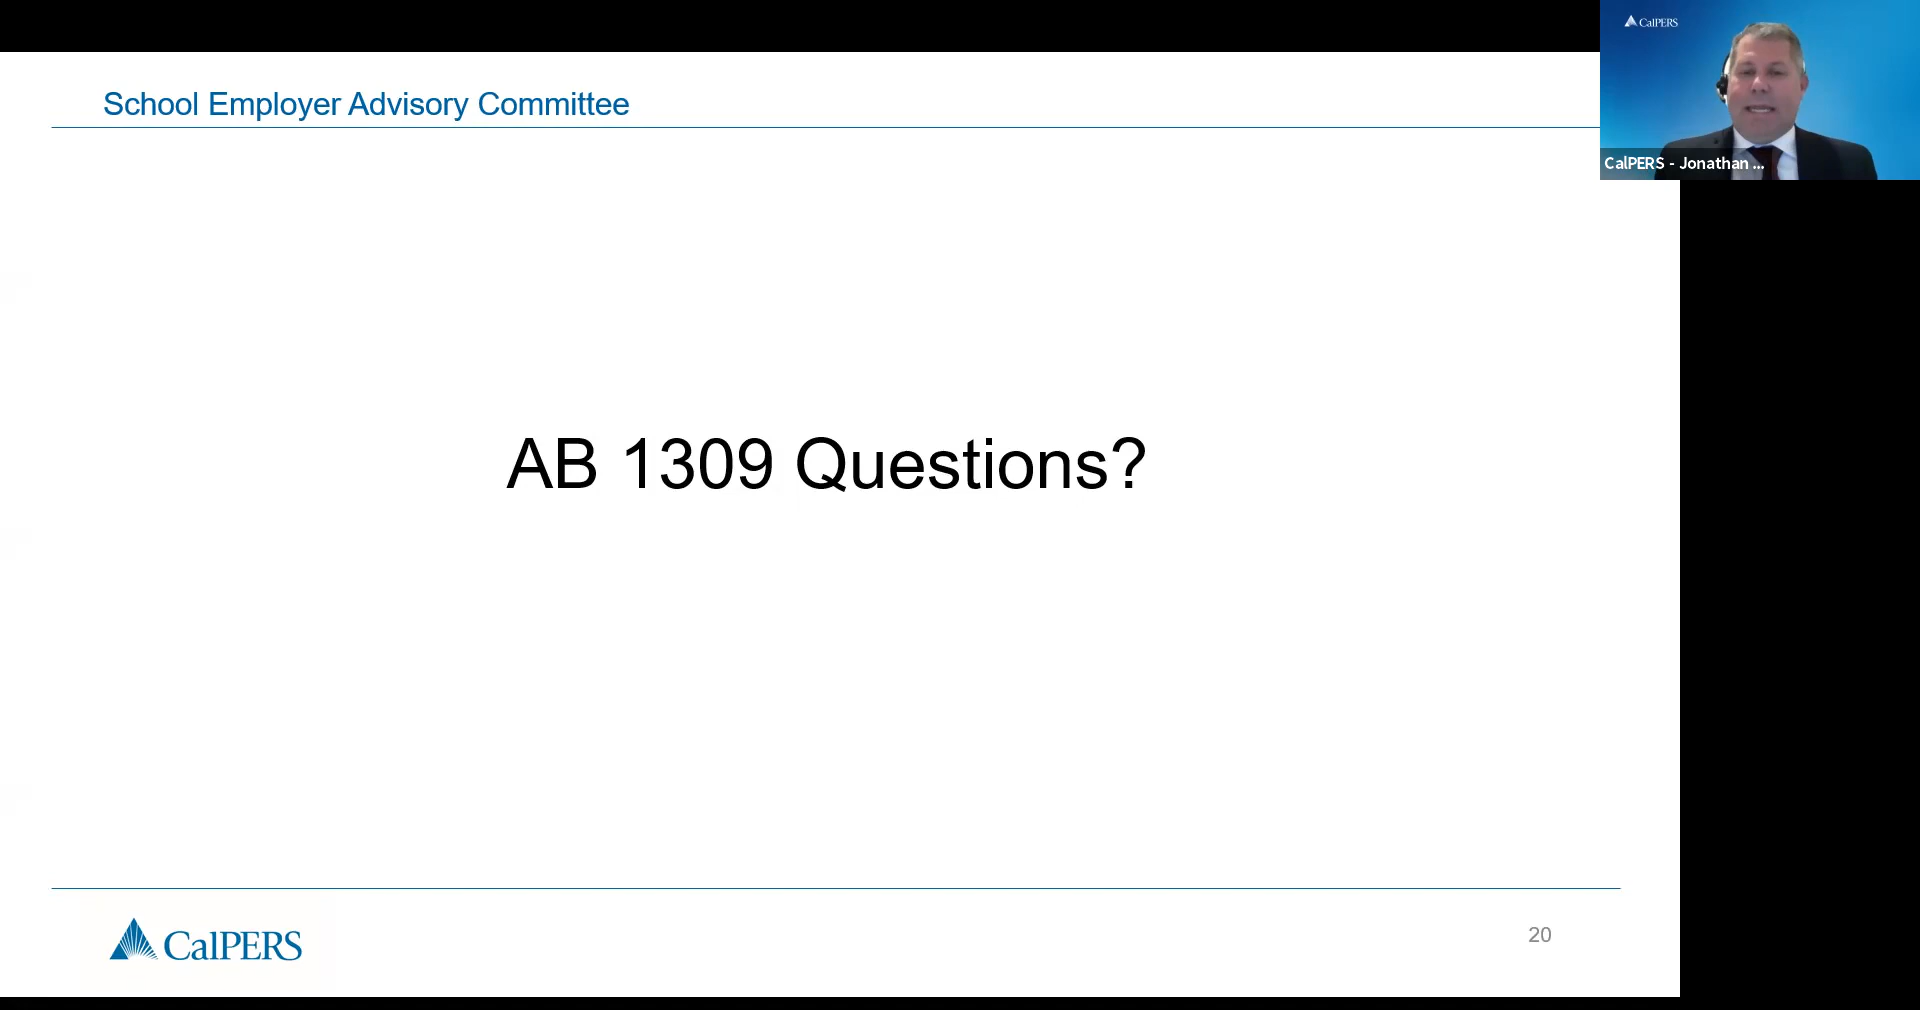 CalPERS
School Employer Advisory Committee
CalPERS - Jonathan ...
AB 1309 Questions?
CalPERS
20